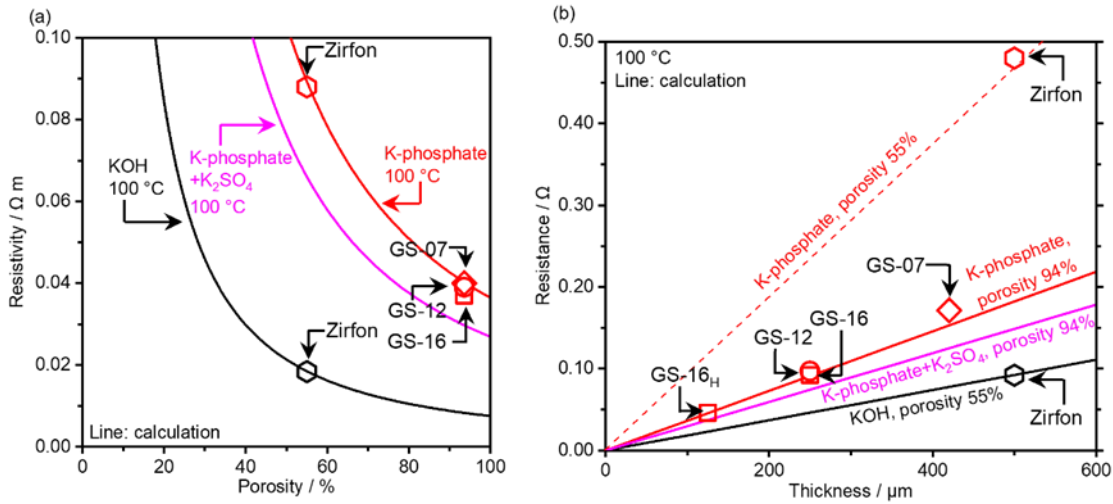 (a)
0.10
0.08
0.06
0.04
0.02
0.00
Resistivity / Ω m
Zirfon
KOH
100 °C
K-phosphate
+K₂SO₄
100 °C
K-phosphate
100 °C
GS-07
GS-12
GS-16
Zirfon
Line: calculation
0 20 40 60 80 100
Porosity / %
(b)
0.50
0.40
0.30
0.20
0.10
0.00
Resistance / Ω
100 °C
Line: calculation
Zirfon
K-phosphate, porosity 55%
GS-07
K-phosphate,
porosity 94%
GS-12
GS-16
GS-16H
K-phosphate+K₂SO₄, porosity 94%
KOH, porosity 55%
Zirfon
0 200 400 600
Thickness / μm